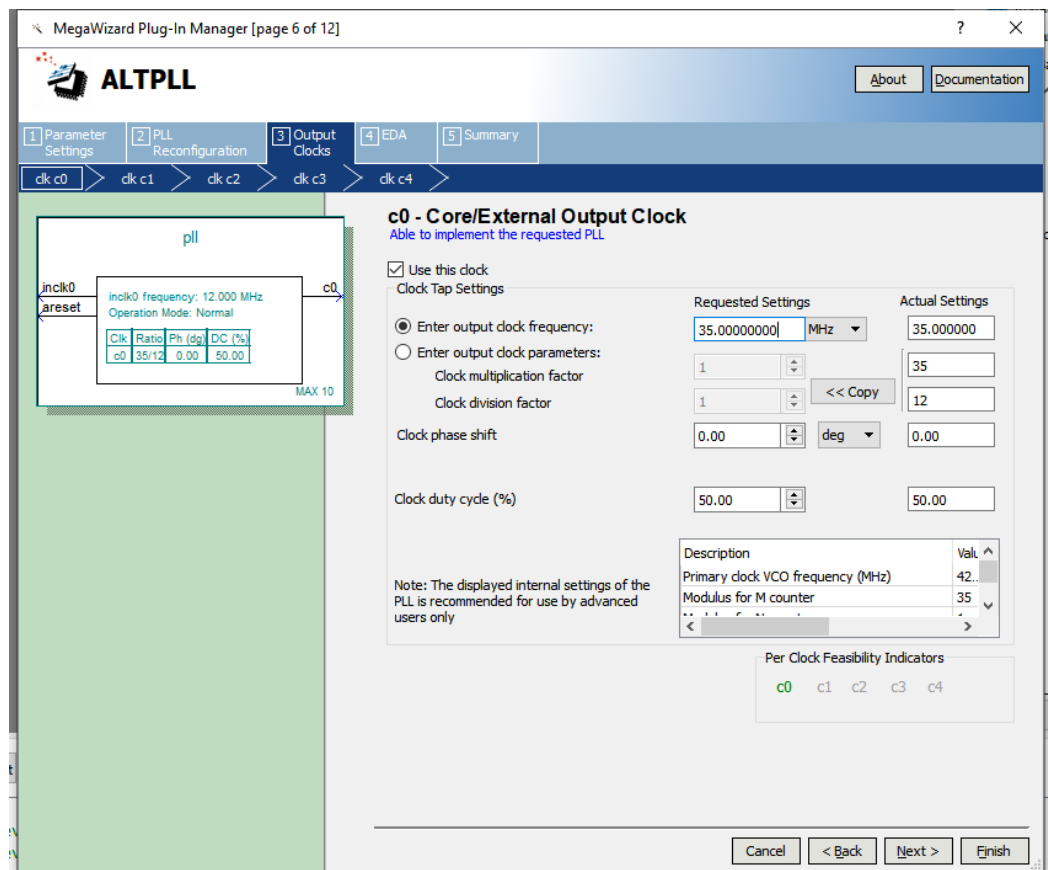 MegaWizard Plug-In Manager [page 6 of 12]
?
ALTPLL
About
Documentation
1 Parameter
Settings
2 PLL
Reconfiguration
3 Output
Clocks
4 EDA
5 Summary
clk c0
clk c1
clk c2
clk c3
clk c4
pll
inclk0
areset
c0
inclk0 frequency: 12.000 MHz
Operation Mode: Normal
Clk Ratio Ph (dg) DC (%)
c0 35/12 0.00 50.00
MAX 10
c0 - Core/External Output Clock
Able to implement the requested PLL
Use this clock
Clock Tap Settings
Requested Settings
Actual Settings
Enter output clock frequency:
35.00000000
MHz
35.000000
Enter output clock parameters:
Clock multiplication factor
1
35
<< Copy
Clock division factor
1
12
Clock phase shift
0.00
deg
0.00
Clock duty cycle (%)
50.00
50.00
Note: The displayed internal settings of the
PLL is recommended for use by advanced
users only
Description
Primary clock VCO frequency (MHz)
42...
Modulus for M counter
35
Per Clock Feasibility Indicators
c0 c1 c2 c3 c4
Cancel
< Back
Next >
Finish